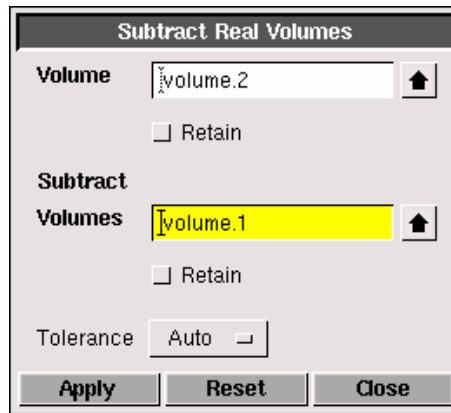 Subtract Real Volumes
Volume volume.2
Retain
Subtract
Volumes volume.1
Retain
Tolerance Auto
Apply Reset Close